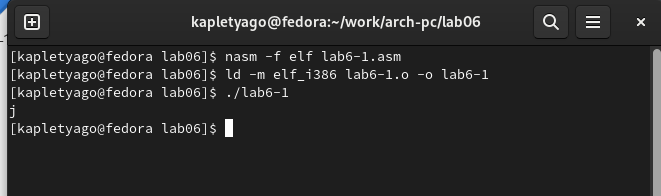 kapletyago@fedora:~/work/arch-pc/lab06
[kapletyago@fedora lab06]$ nasm -f elf lab6-1.asm
[kapletyago@fedora lab06]$ ld -m elf_i386 lab6-1.o -o lab6-1
[kapletyago@fedora lab06]$ ./lab6-1
j
[kapletyago@fedora lab06]$